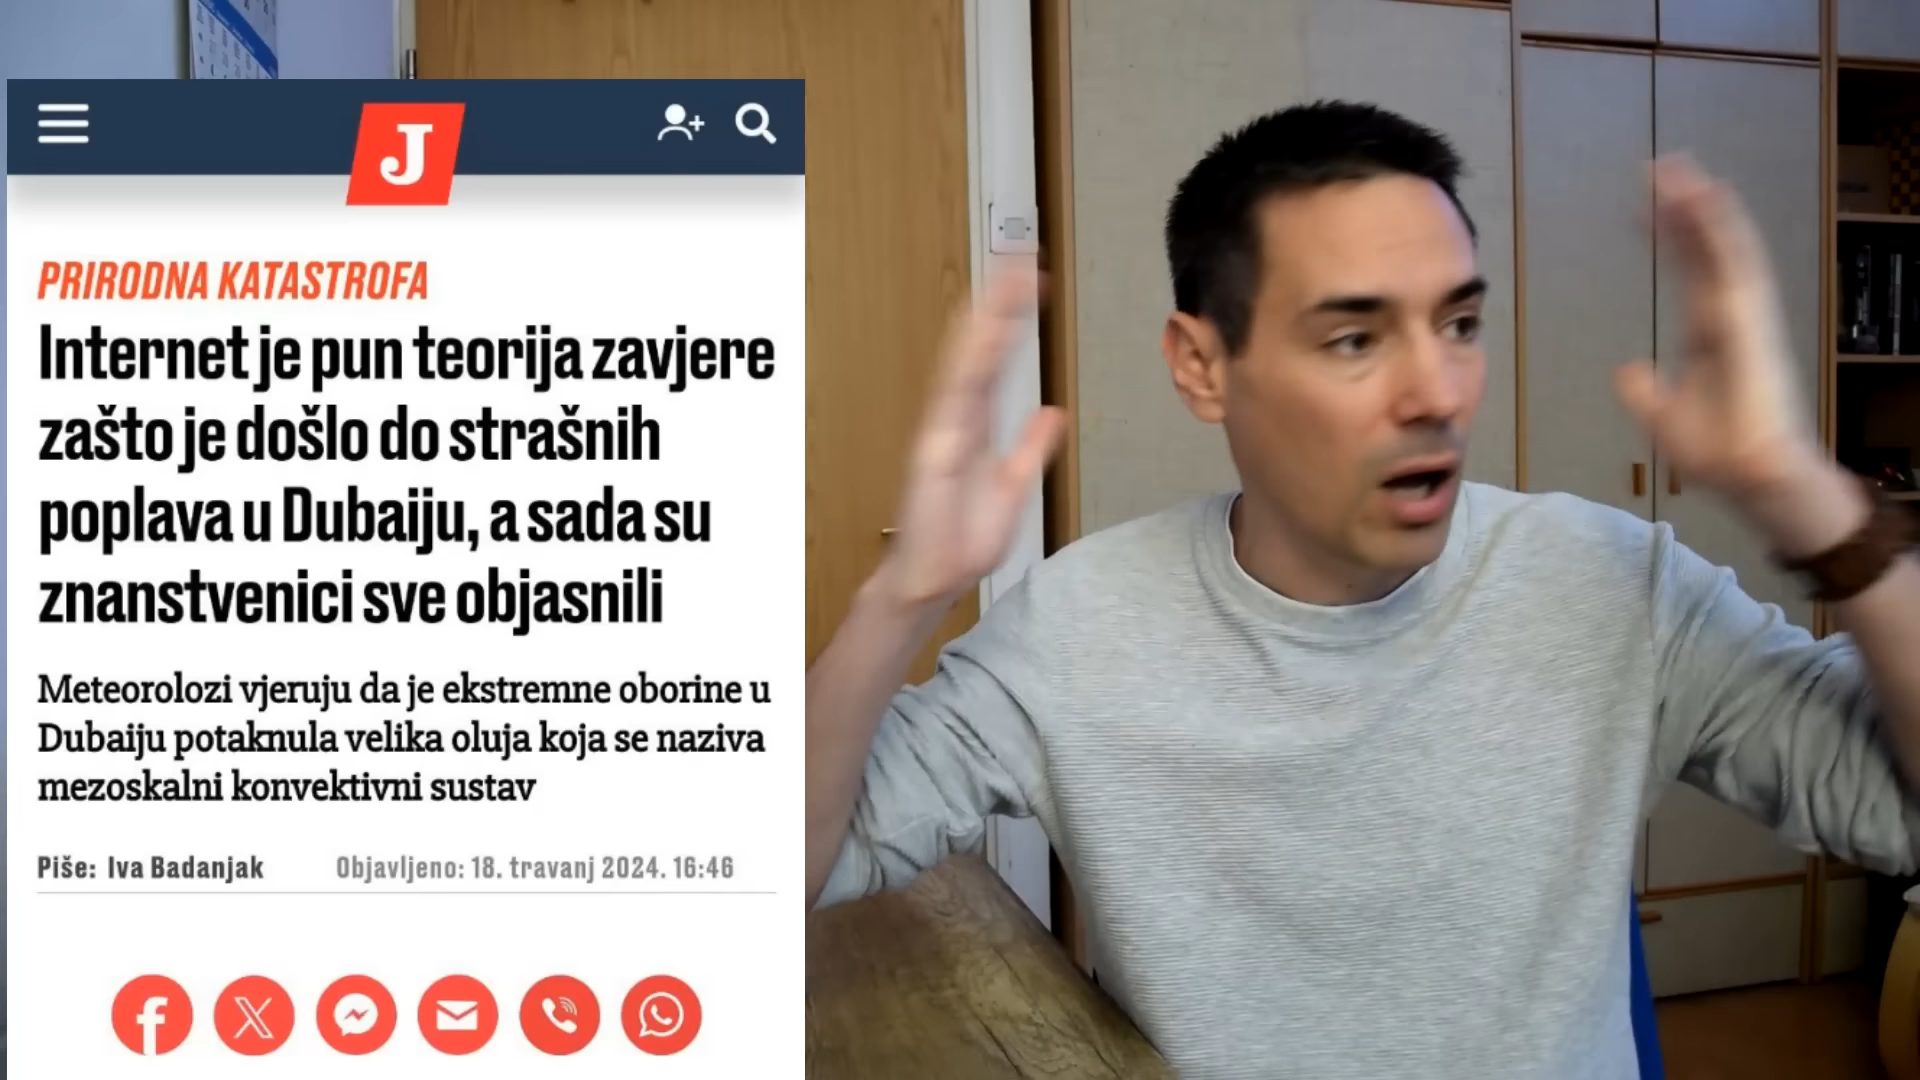 J
PRIRODNA KATASTROFA
Internet je pun teorija zavjere
zašto je došlo do strašnih
poplava u Dubaiju, a sada su
znanstvenici sve objasnili
Meteorolozi vjeruju da je ekstremne oborine u
Dubaiju potaknula velika oluja koja se naziva
mezoskalni konvektivni sustav
Piše: Iva Badanjak Objavljeno: 18. travanj 2024. 16:46